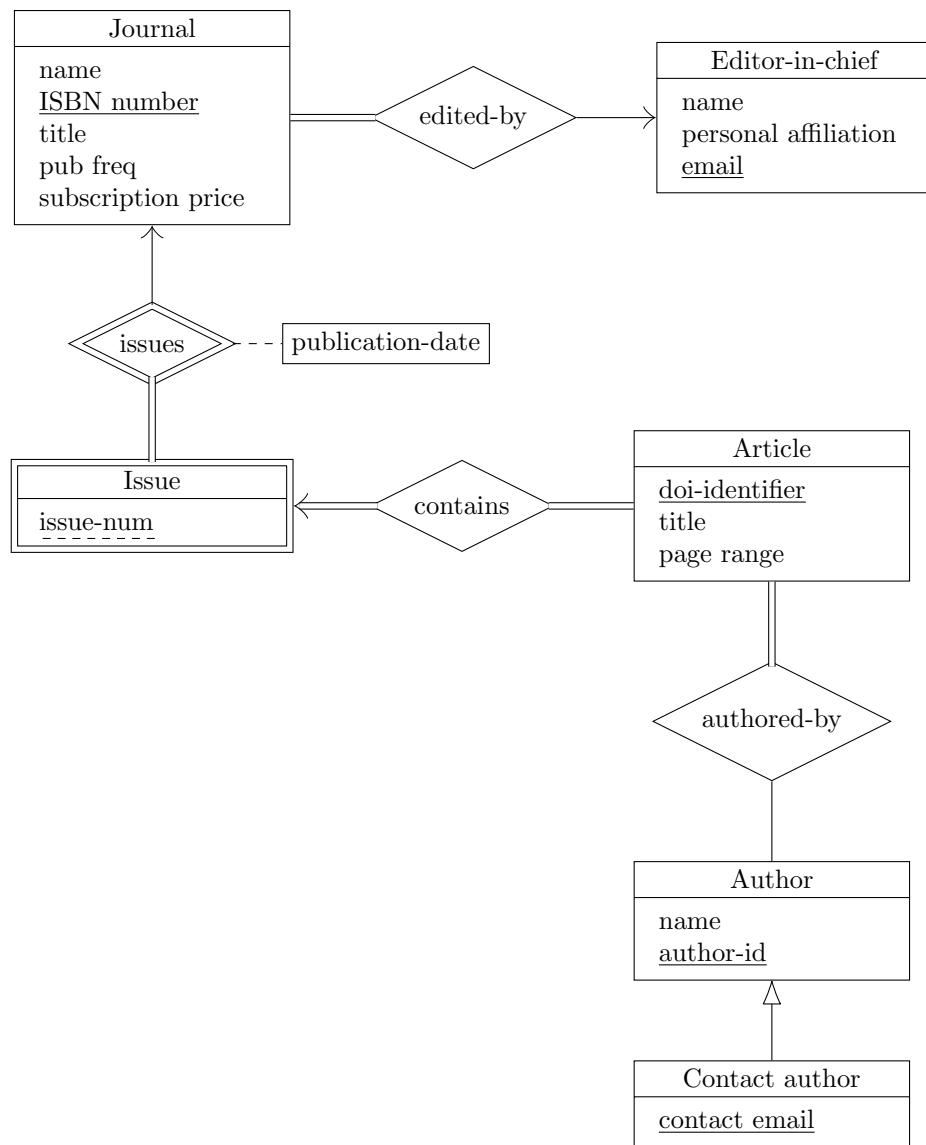 Journal
name
ISBN number
title
pub freq
subscription price
edited-by
Editor-in-chief
name
personal affiliation
email
issues
publication-date
Issue
issue-num
contains
Article
doi-identifier
title
page range
authored-by
Author
name
author-id
Contact author
contact email